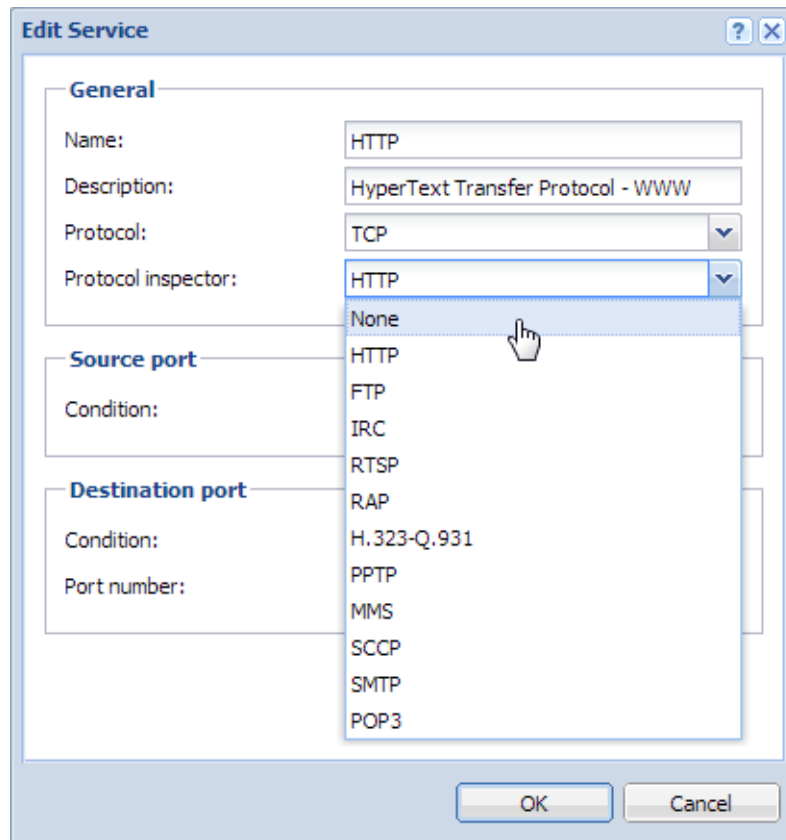 Edit Service
?
General
Name: HTTP
Description: HyperText Transfer Protocol - WWW
Protocol: TCP
Protocol inspector: HTTP
None
HTTP
Source port
FTP
Condition:
IRC
RTSP
Destination port
RAP
Condition: H.323-Q.931
Port number: PPTP
MMS
SCCP
SMTP
POP3
OK Cancel